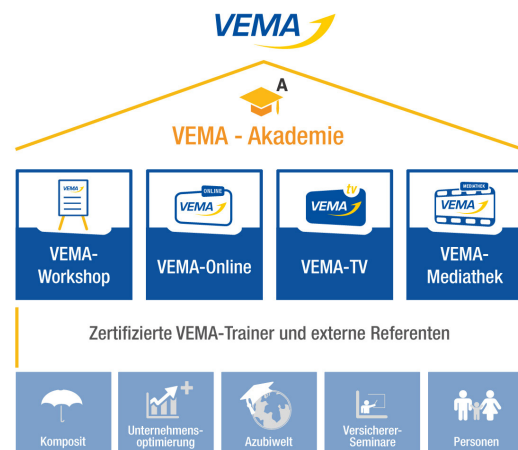 VEMA
A
VEMA - Akademie
VEMA
ONLINE
VEMA
tv
VEMA
MEDIATHEK
VEMA
VEMA-
Workshop
VEMA-Online
VEMA-TV
VEMA-
Mediathek
Zertifizierte VEMA-Trainer und externe Referenten
Komposit
Unternehmens-
optimierung
Azubiwelt
Versicherer-
Seminare
Personen